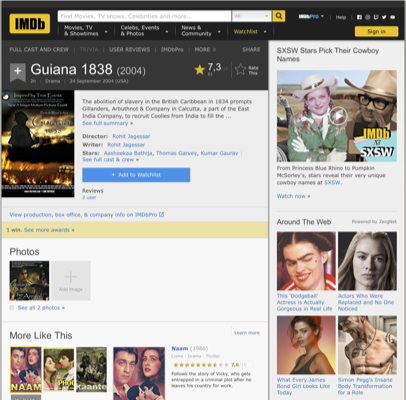 IMDb
Find Movies, TV shows, Celebrities and more...
All
IMDbPro
Help
Movies, TV
& Showtimes
Celebs, Events
& Photos
News &
Community
Watchlist
Sign in
FULL CAST AND CREW | TRIVIA | USER REVIEWS | IMDbPro | MORE
SHARE
Guiana 1838 (2004)
7,3
Rate
This
2h | Drama | 24 September 2004 (USA)
Inspired by True Events
The abolition of slavery in the British Caribbean in 1834 prompts
Gillanders, Arbuthnot & Company in Calcutta, a part of the East
India Company, to recruit Coolies from India to fill the ...
See full summary »
Director: Rohit Jagessar
Writer: Rohit Jagessar
Stars: Aasheekaa Bathija, Thomas Garvey, Kumar Gaurav
See full cast & crew »
+ Add to Watchlist
Reviews
2 user
View production, box office, & company info on IMDbPro
1 win. See more awards »
Photos
Add Image
See all 2 photos »
More Like This
Learn more
NAAM
Naam (1986)
Crime | Drama | Thriller
7,6
Follows the story of Vicky, who gets
entrapped in a criminal plot after he
leaves his country for work.
SXSW Stars Pick Their Cowboy
Names
IMDb
AT
SXSW
From Princess Blue Rhino to Pumpkin
McSorley's, stars reveal their very unique
cowboy names at SXSW.
Watch now »
Around The Web
Powered by ZergNet
This 'Dodgeball'
Actress is Actually
Gorgeous in Real Life
Actors Who Were
Replaced and No One
Noticed
What Every James
Bond Girl Looks Like
Today
Simon Pegg's Insane
Body Transformation
for a Role